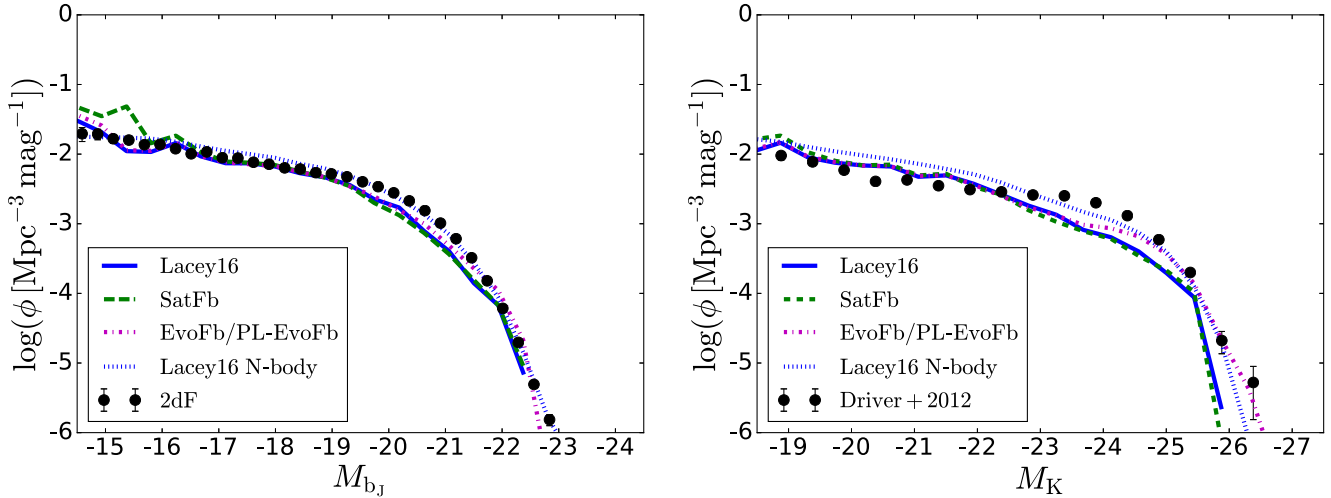 0
-1
-2
-3
-4
-5
-6
log(ϕ [Mpc⁻³ mag⁻¹])
Lacey16
SatFb
EvoFb/PL-EvoFb
Lacey16 N-body
2dF
-15 -16 -17 -18 -19 -20 -21 -22 -23 -24
M_bJ
0
-1
-2
-3
-4
-5
-6
log(ϕ [Mpc⁻³ mag⁻¹])
Lacey16
SatFb
EvoFb/PL-EvoFb
Lacey16 N-body
Driver+2012
-19 -20 -21 -22 -23 -24 -25 -26 -27
M_K